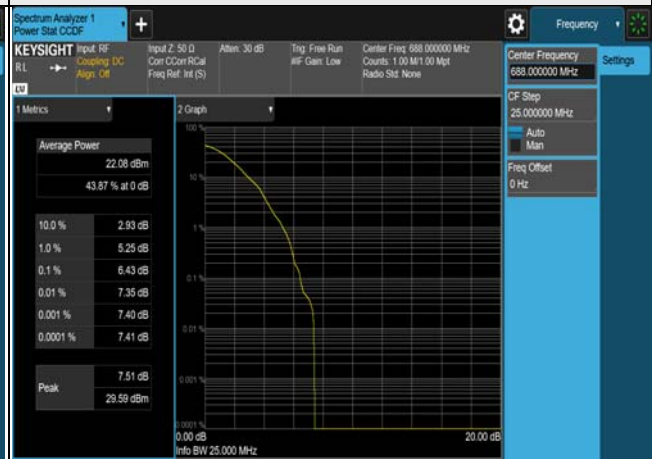 Spectrum Analyzer 1
Power Stat CCDF
Frequency
KEYSIGHT
RL
LXI
Input: RF
Coupling: DC
Align: Off
Input Z: 50 Ω
Corr CCorr RCal
Freq Ref: Int (S)
Atten: 30 dB
Trig: Free Run
#IF Gain: Low
Center Freq: 688.000000 MHz
Counts: 1.00 M/1.00 Mpt
Radio Std: None
1 Metrics
Average Power
22.08 dBm
43.87 % at 0 dB
10.0 % 2.93 dB
1.0 % 5.25 dB
0.1 % 6.43 dB
0.01 % 7.35 dB
0.001 % 7.40 dB
0.0001 % 7.41 dB
Peak 7.51 dB
29.59 dBm
2 Graph
100 %
10 %
1 %
0.1 %
0.01 %
0.001 %
0.0001 %
0.00 dB 20.00 dB
Info BW 25.000 MHz
Center Frequency
688.000000 MHz
Settings
CF Step
25.000000 MHz
Auto
Man
Freq Offset
0 Hz